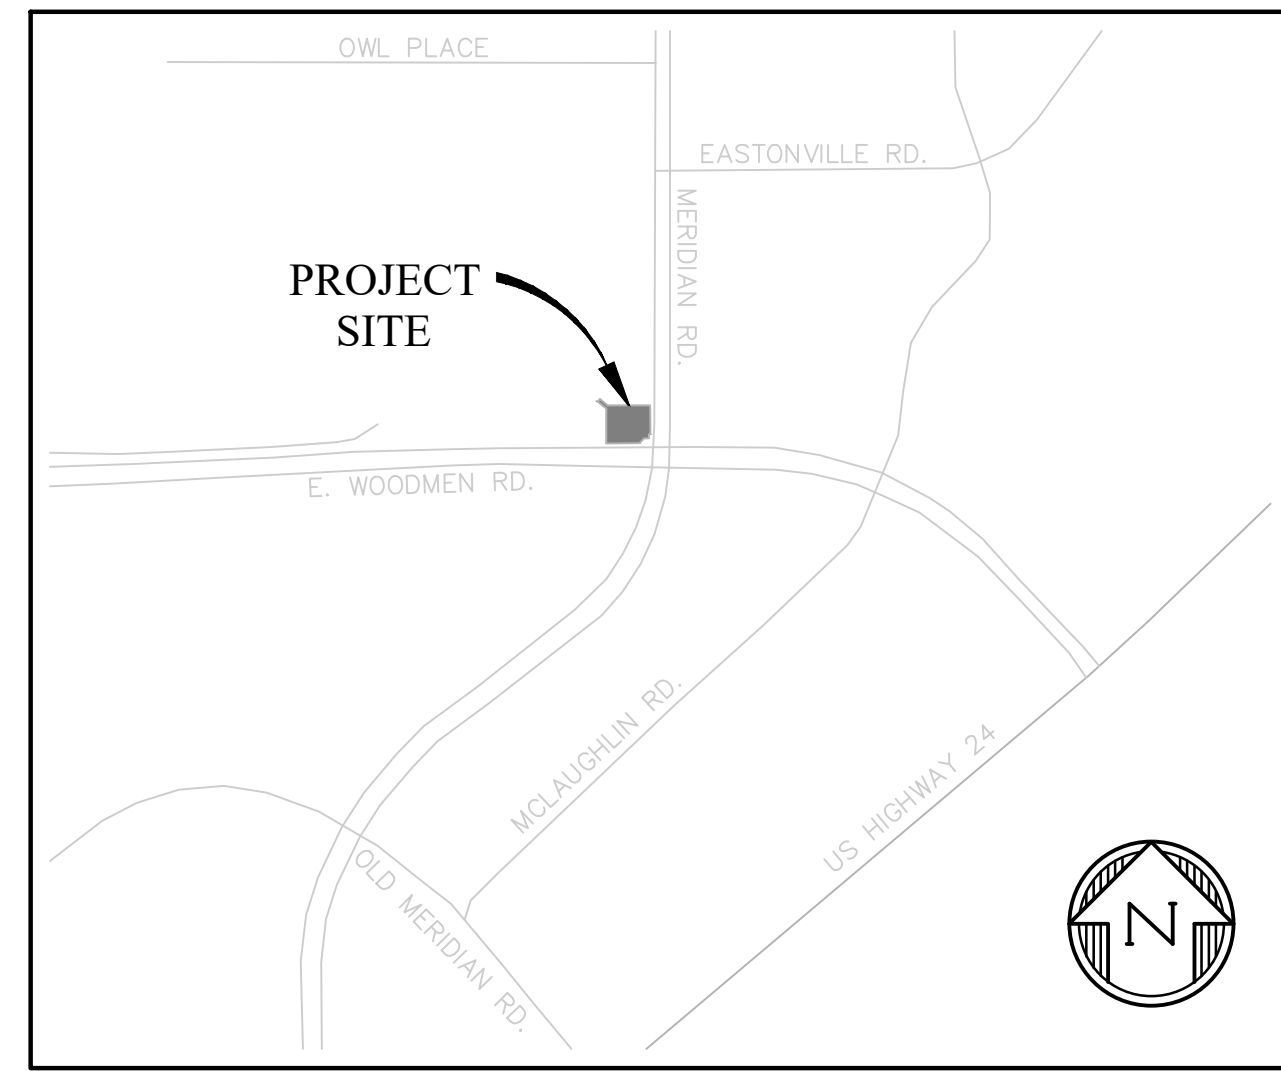 OWL PLACE
EASTONVILLE RD.
MERIDIAN RD.
PROJECT
SITE
E. WOODMEN RD.
MCLAUGHLIN RD.
US HIGHWAY 24
OLD MERIDIAN RD.
N